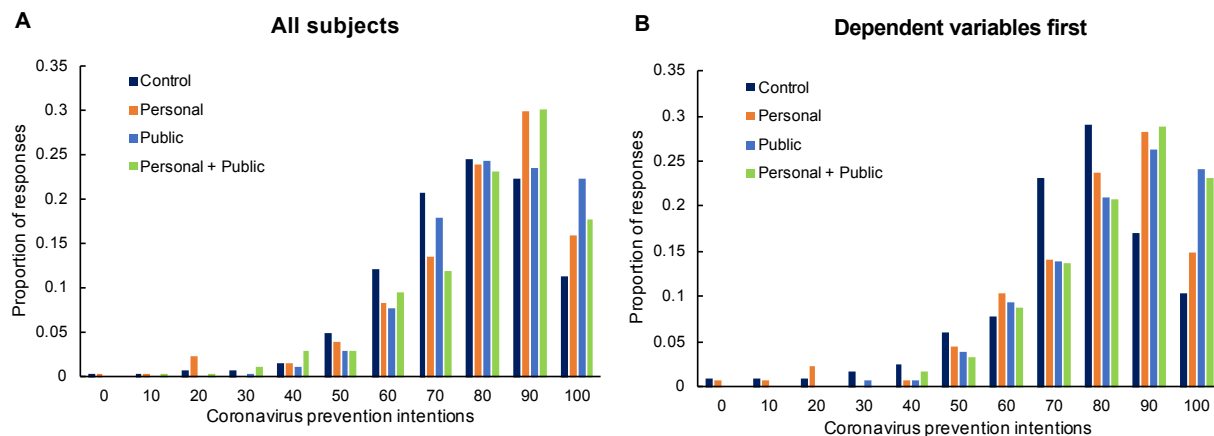 A
All subjects
0.35
0.3
0.25
0.2
0.15
0.1
0.05
0
Proportion of responses
Control
Personal
Public
Personal + Public
0 10 20 30 40 50 60 70 80 90 100
Coronavirus prevention intentions
B
Dependent variables first
0.35
0.3
0.25
0.2
0.15
0.1
0.05
0
Proportion of responses
Control
Personal
Public
Personal + Public
0 10 20 30 40 50 60 70 80 90 100
Coronavirus prevention intentions